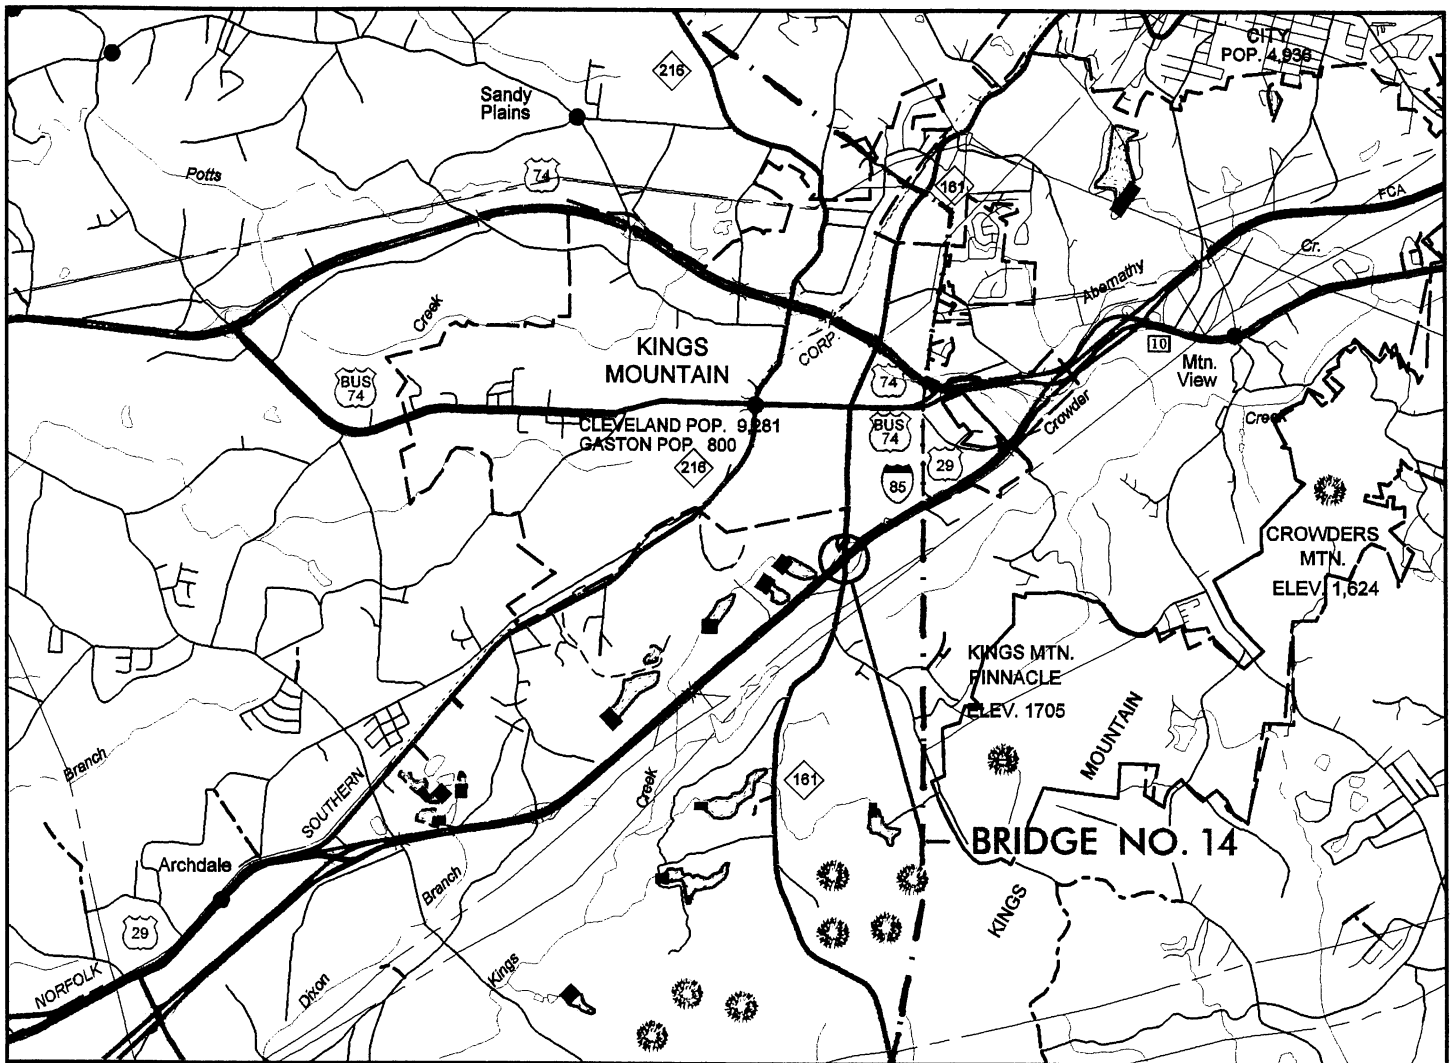 CITY
POP. 4,936
216
Sandy
Plains
Potts
74
161
FCA
Cr.
Abernathy
Creek
KINGS
MOUNTAIN
CORP
10
Mtn.
View
BUS
74
74
CLEVELAND POP. 9,281
GASTON POP. 800
BUS
74
Crowder
Creek
216
29
85
CROWDERS
MTN.
ELEV. 1,624
KINGS MTN.
PINNACLE
ELEV. 1705
MOUNTAIN
Branch
SOUTHERN
Creek
161
BRIDGE NO. 14
Archdale
Branch
KINGS
29
NORFOLK
Dixon
Kings